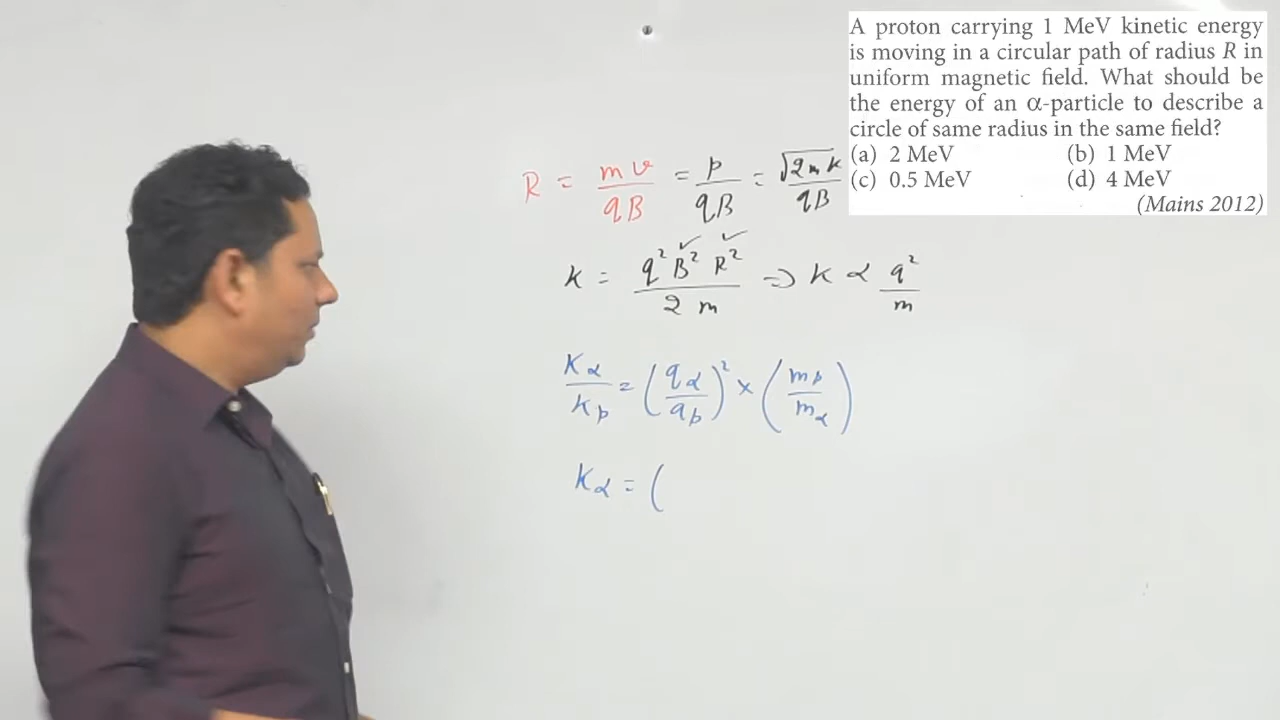 A proton carrying 1 MeV kinetic energy
is moving in a circular path of radius R in
uniform magnetic field. What should be
the energy of an α-particle to describe a
circle of same radius in the same field?
(a) 2 MeV (b) 1 MeV
(c) 0.5 MeV (d) 4 MeV
(Mains 2012)
R = mv/qB = p/qB = √2mk/qB
k = q²B²R²/2m ⇒ k ∝ q²/m
Kα/Kp = (qα/qp)² × (mp/mα)
Kα = (